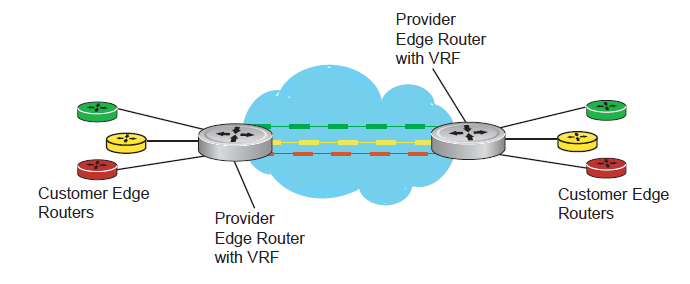 Provider
Edge Router
with VRF
Customer Edge
Routers
Provider
Edge Router
with VRF
Customer Edge
Routers